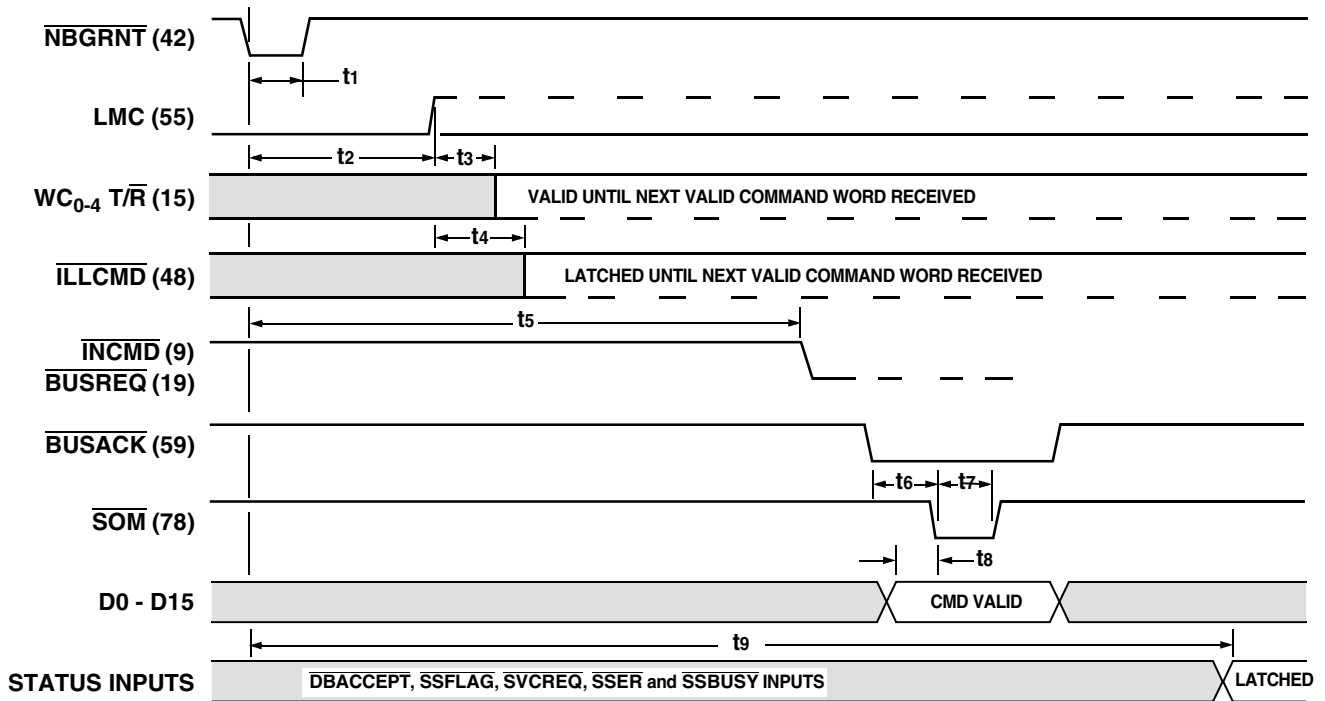 NBGRNT (42)
t1
LMC (55)
t2
t3
WC0-4 T/R (15)
VALID UNTIL NEXT VALID COMMAND WORD RECEIVED
t4
ILLCMD (48)
LATCHED UNTIL NEXT VALID COMMAND WORD RECEIVED
t5
INCMD (9)
BUSREQ (19)
BUSACK (59)
t6
t7
SOM (78)
t8
D0 - D15
CMD VALID
t9
STATUS INPUTS
DBACCEPT, SSFLAG, SVCREQ, SSER and SSBUSY INPUTS
LATCHED